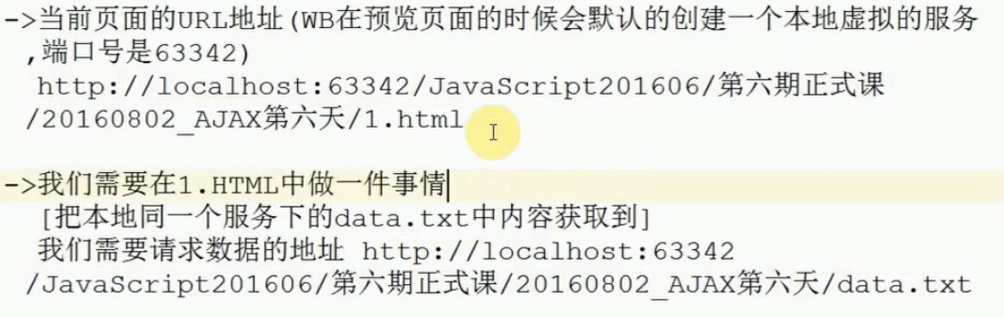 ->当前页面的URL地址(WB在预览页面的时候会默认的创建一个本地虚拟的服务
,端口号是63342)
http://localhost:63342/JavaScript201606/第六期正式课
/20160802_AJAX第六天/1.html
->我们需要在1.HTML中做一件事情
[把本地同一个服务下的data.txt中内容获取到]
我们需要请求数据的地址 http://localhost:63342
/JavaScript201606/第六期正式课/20160802_AJAX第六天/data.txt